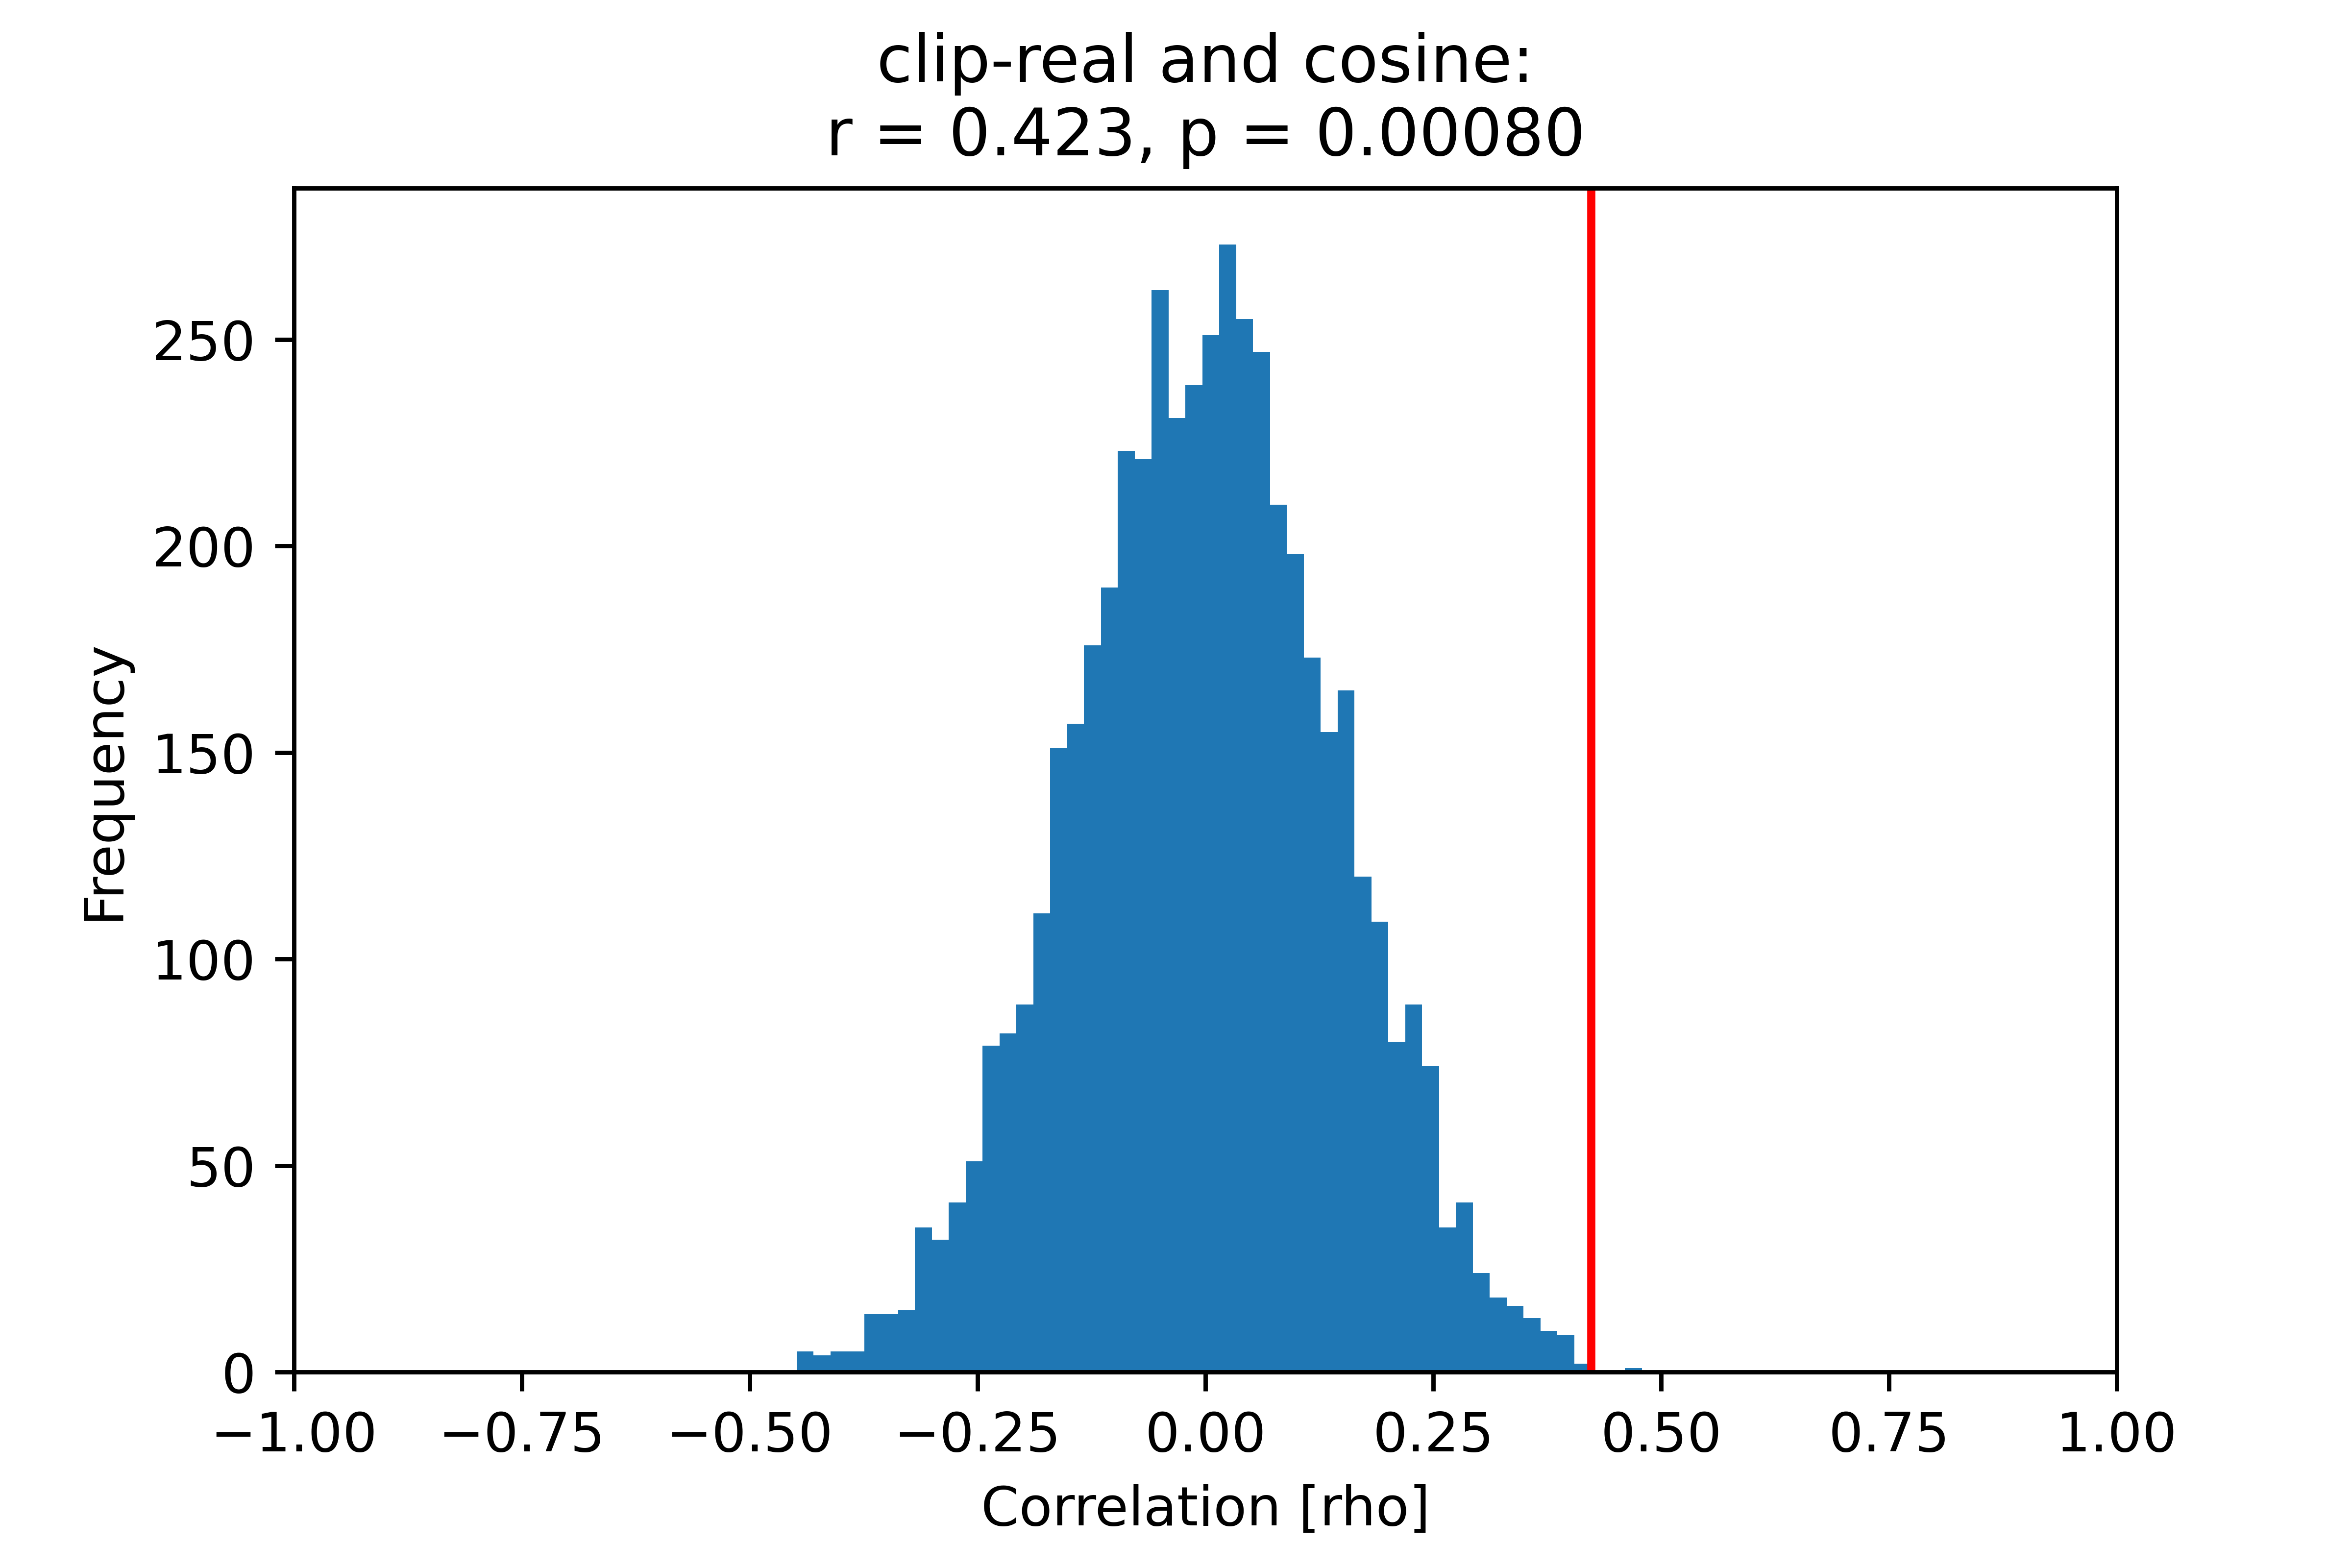 clip-real and cosine:
r = 0.423, p = 0.00080
Frequency
250
200
150
100
50
0
−1.00 −0.75 −0.50 −0.25 0.00 0.25 0.50 0.75 1.00
Correlation [rho]